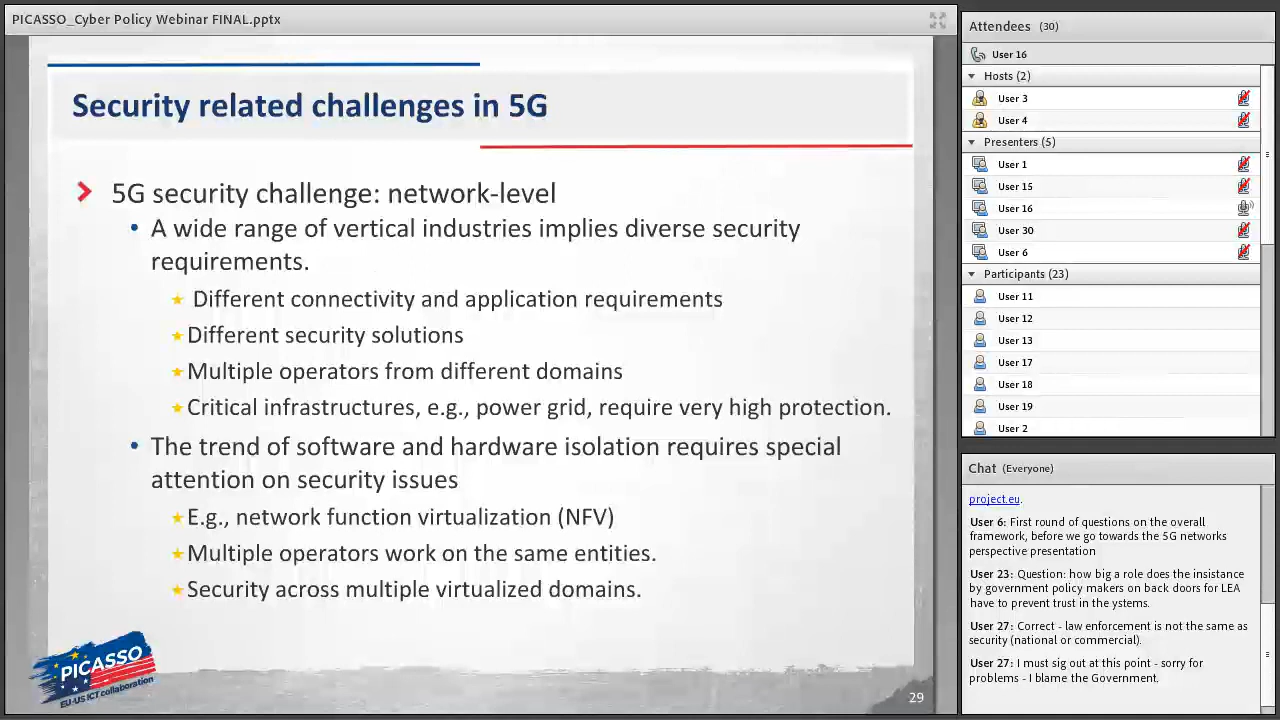 PICASSO_Cyber Policy Webinar FINAL.pptx
Security related challenges in 5G
5G security challenge: network-level
A wide range of vertical industries implies diverse security
requirements.
Different connectivity and application requirements
Different security solutions
Multiple operators from different domains
Critical infrastructures, e.g., power grid, require very high protection.
The trend of software and hardware isolation requires special
attention on security issues
E.g., network function virtualization (NFV)
Multiple operators work on the same entities.
Security across multiple virtualized domains.
PICASSO
EU-US ICT collaboration
29
Attendees (30)
User 16
Hosts (2)
User 3
User 4
Presenters (5)
User 1
User 15
User 16
User 30
User 6
Participants (23)
User 11
User 12
User 13
User 17
User 18
User 19
User 2
Chat (Everyone)
project.eu.
User 6: First round of questions on the overall
framework, before we go towards the 5G networks
perspective presentation
User 23: Question: how big a role does the insistance
by government policy makers on back doors for LEA
have to prevent trust in the ystems.
User 27: Correct - law enforcement is not the same as
security (national or commercial).
User 27: I must sig out at this point - sorry for
problems - I blame the Government.